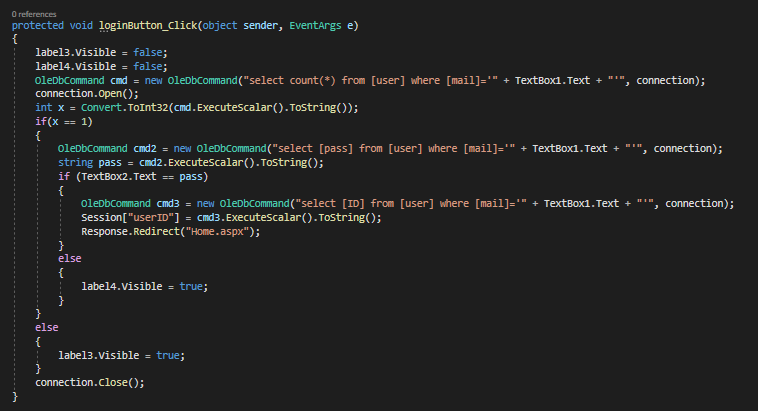 0 references
protected void loginButton_Click(object sender, EventArgs e)
{
label3.Visible = false;
label4.Visible = false;
OleDbCommand cmd = new OleDbCommand("select count(*) from [user] where [mail]='" + TextBox1.Text + "'", connection);
connection.Open();
int x = Convert.ToInt32(cmd.ExecuteScalar().ToString());
if(x == 1)
{
OleDbCommand cmd2 = new OleDbCommand("select [pass] from [user] where [mail]='" + TextBox1.Text + "'", connection);
string pass = cmd2.ExecuteScalar().ToString();
if (TextBox2.Text == pass)
{
OleDbCommand cmd3 = new OleDbCommand("select [ID] from [user] where [mail]='" + TextBox1.Text + "'", connection);
Session["userID"] = cmd3.ExecuteScalar().ToString();
Response.Redirect("Home.aspx");
}
else
{
label4.Visible = true;
}
}
else
{
label3.Visible = true;
}
connection.Close();
}